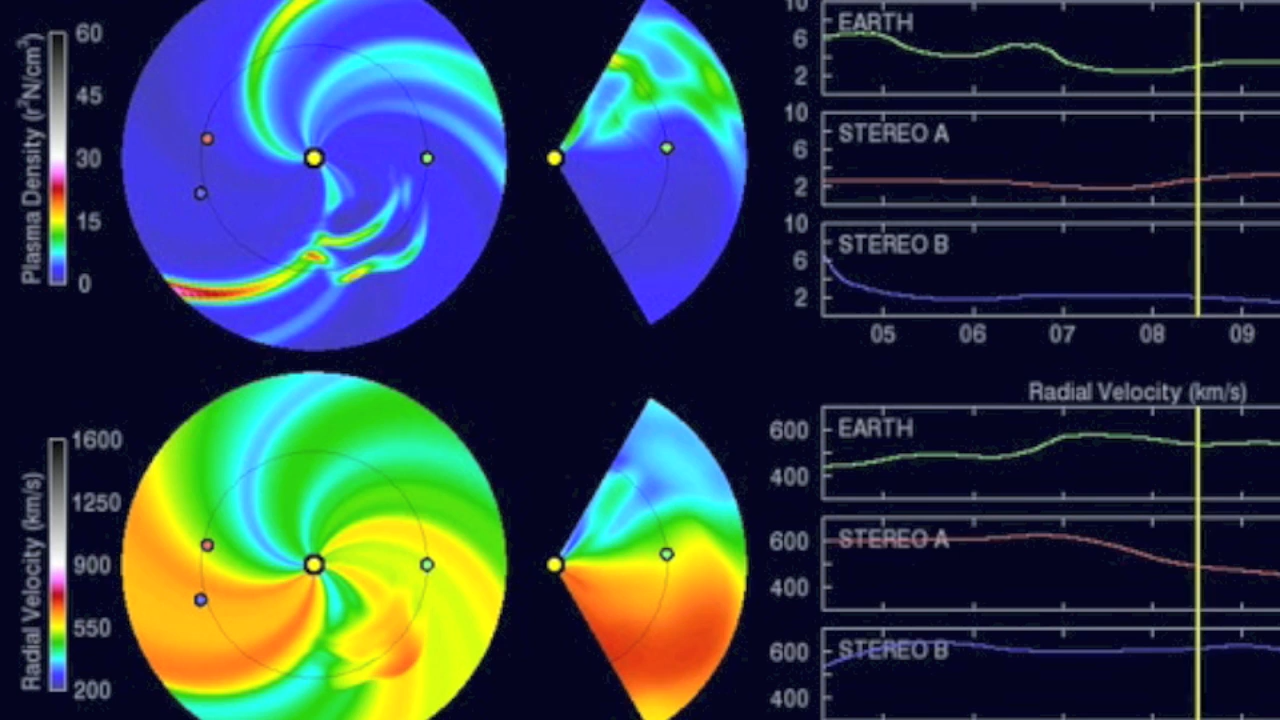 Plasma Density (r²N/cm³)
60
45
30
15
0
10
EARTH
6
2
10
STEREO A
6
2
10
STEREO B
6
2
05 06 07 08 09
Radial Velocity (km/s)
1600
1250
900
550
200
Radial Velocity (km/s)
EARTH
600
400
STEREO A
600
400
STEREO B
600
400